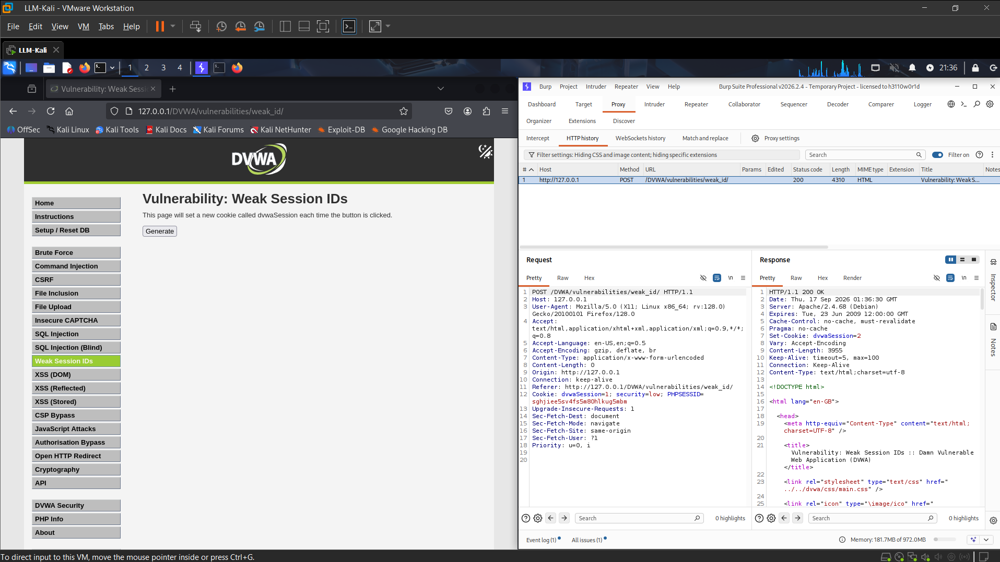 LLM-Kali - VMware Workstation
File Edit View VM Tabs Help
LLM-Kali
1 2 3 4
21:36
Vulnerability: Weak Sessi
127.0.0.1/DVWA/vulnerabilities/weak_id/
OffSec Kali Linux Kali Tools Kali Docs Kali Forums Kali NetHunter Exploit-DB Google Hacking DB
DVWA
Home
Instructions
Setup / Reset DB
Brute Force
Command Injection
CSRF
File Inclusion
File Upload
Insecure CAPTCHA
SQL Injection
SQL Injection (Blind)
Weak Session IDs
XSS (DOM)
XSS (Reflected)
XSS (Stored)
CSP Bypass
JavaScript Attacks
Authorisation Bypass
Open HTTP Redirect
Cryptography
API
DVWA Security
PHP Info
About
Vulnerability: Weak Session IDs
This page will set a new cookie called dvwaSession each time the button is clicked.
Generate
Burp Project Intruder Repeater View Help
Burp Suite Professional v2026.2.4 - Temporary Project - licensed to h3110w0r1d
Dashboard Target Proxy Intruder Repeater Collaborator Sequencer Decoder Comparer Logger
Organizer Extensions Discover
Intercept HTTP history WebSockets history Match and replace Proxy settings
Filter settings: Hiding CSS and image content; hiding specific extensions
Search
Filter on
# Host Method URL Params Edited Status code Length MIME type Extension Title Notes
1 http://127.0.0.1 POST /DVWA/vulnerabilities/weak_id/ 200 4310 HTML Vulnerability: Weak S...
Request
Pretty Raw Hex \n
1 POST /DVWA/vulnerabilities/weak_id/ HTTP/1.1
2 Host: 127.0.0.1
3 User-Agent: Mozilla/5.0 (X11; Linux x86_64; rv:128.0)
Gecko/20100101 Firefox/128.0
4 Accept:
text/html,application/xhtml+xml,application/xml;q=0.9,*/*;
q=0.8
5 Accept-Language: en-US,en;q=0.5
6 Accept-Encoding: gzip, deflate, br
7 Content-Type: application/x-www-form-urlencoded
8 Content-Length: 0
9 Origin: http://127.0.0.1
10 Connection: keep-alive
11 Referer: http://127.0.0.1/DVWA/vulnerabilities/weak_id/
12 Cookie: dvwaSession=1; security=low; PHPSESSID=
sghjiee5sv4fs5m80hlkug5mbm
13 Upgrade-Insecure-Requests: 1
14 Sec-Fetch-Dest: document
15 Sec-Fetch-Mode: navigate
16 Sec-Fetch-Site: same-origin
17 Sec-Fetch-User: ?1
18 Priority: u=0, i
19
20
Search
0 highlights
Response
Pretty Raw Hex Render \n
1 HTTP/1.1 200 OK
2 Date: Thu, 17 Sep 2026 01:36:30 GMT
3 Server: Apache/2.4.68 (Debian)
4 Expires: Tue, 23 Jun 2009 12:00:00 GMT
5 Cache-Control: no-cache, must-revalidate
6 Pragma: no-cache
7 Set-Cookie: dvwaSession=2
8 Vary: Accept-Encoding
9 Content-Length: 3955
10 Keep-Alive: timeout=5, max=100
11 Connection: Keep-Alive
12 Content-Type: text/html;charset=utf-8
13
14 <!DOCTYPE html>
15
16 <html lang="en-GB">
17
18 <head>
19 <meta http-equiv="Content-Type" content="text/html;
charset=UTF-8" />
20
21 <title>
Vulnerability: Weak Session IDs :: Damn Vulnerable
Web Application (DVWA)
</title>
22
23 <link rel="stylesheet" type="text/css" href="
../../dvwa/css/main.css" />
24
25 <link rel="icon" type="\image/ico" href="
Search
0 highlights
Inspector
Notes
Event log (1) All issues (1)
Memory: 181.7MB of 972.0MB
To direct input to this VM, move the mouse pointer inside or press Ctrl+G.